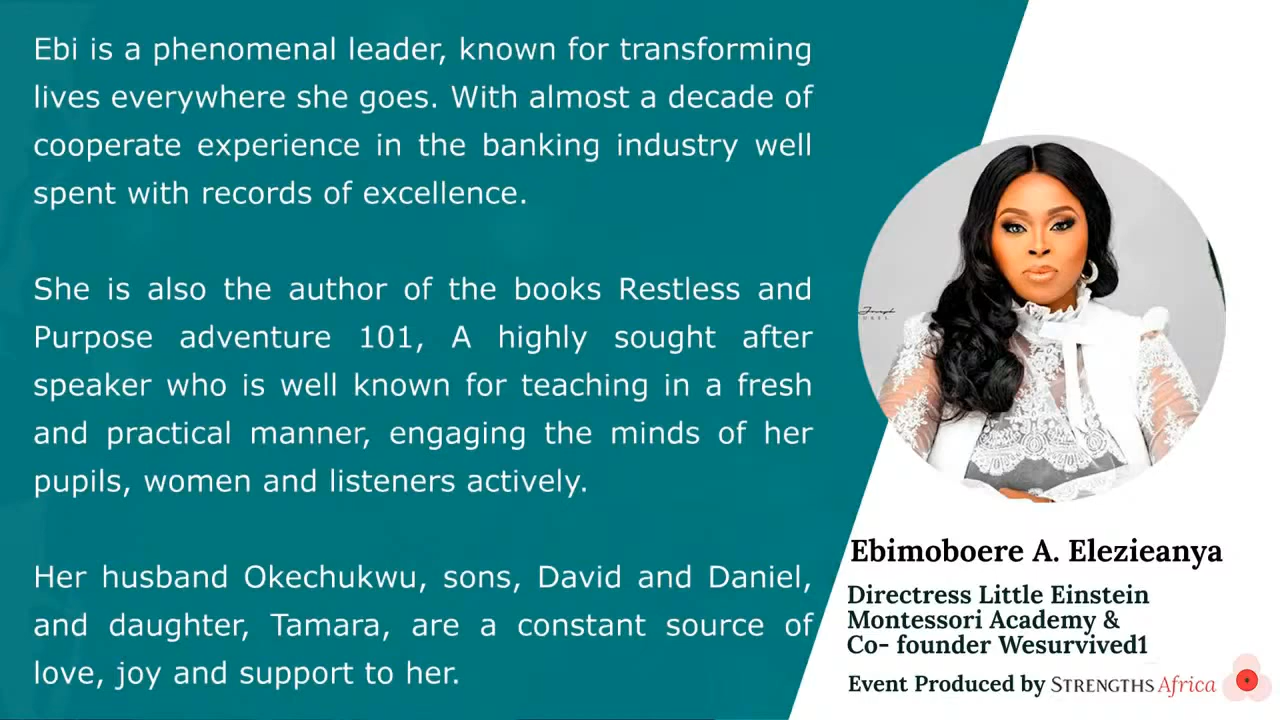 Ebi is a phenomenal leader, known for transforming
lives everywhere she goes. With almost a decade of
cooperate experience in the banking industry well
spent with records of excellence.
She is also the author of the books Restless and
Purpose adventure 101, A highly sought after
speaker who is well known for teaching in a fresh
and practical manner, engaging the minds of her
pupils, women and listeners actively.
Her husband Okechukwu, sons, David and Daniel,
and daughter, Tamara, are a constant source of
love, joy and support to her.
Ebimoboere A. Elezieanya
Directress Little Einstein
Montessori Academy &
Co- founder Wesurvived1
Event Produced by STRENGTHS Africa